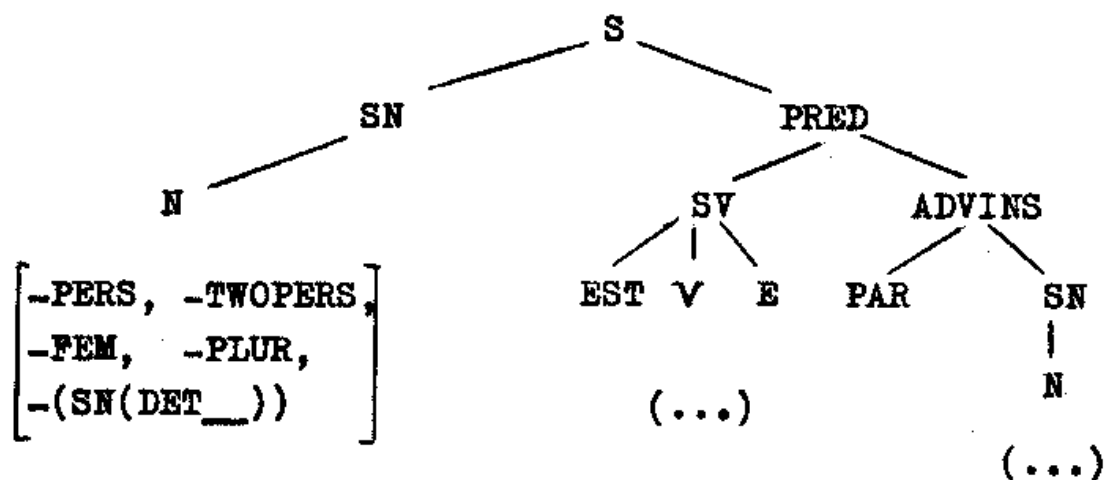 S
SN PRED
N SV ADVINS
-PERS, -TWOPERS,
EST V E PAR SN
-FEM, -PLUR,
N
-(SN(DET__))
(...)
(...)